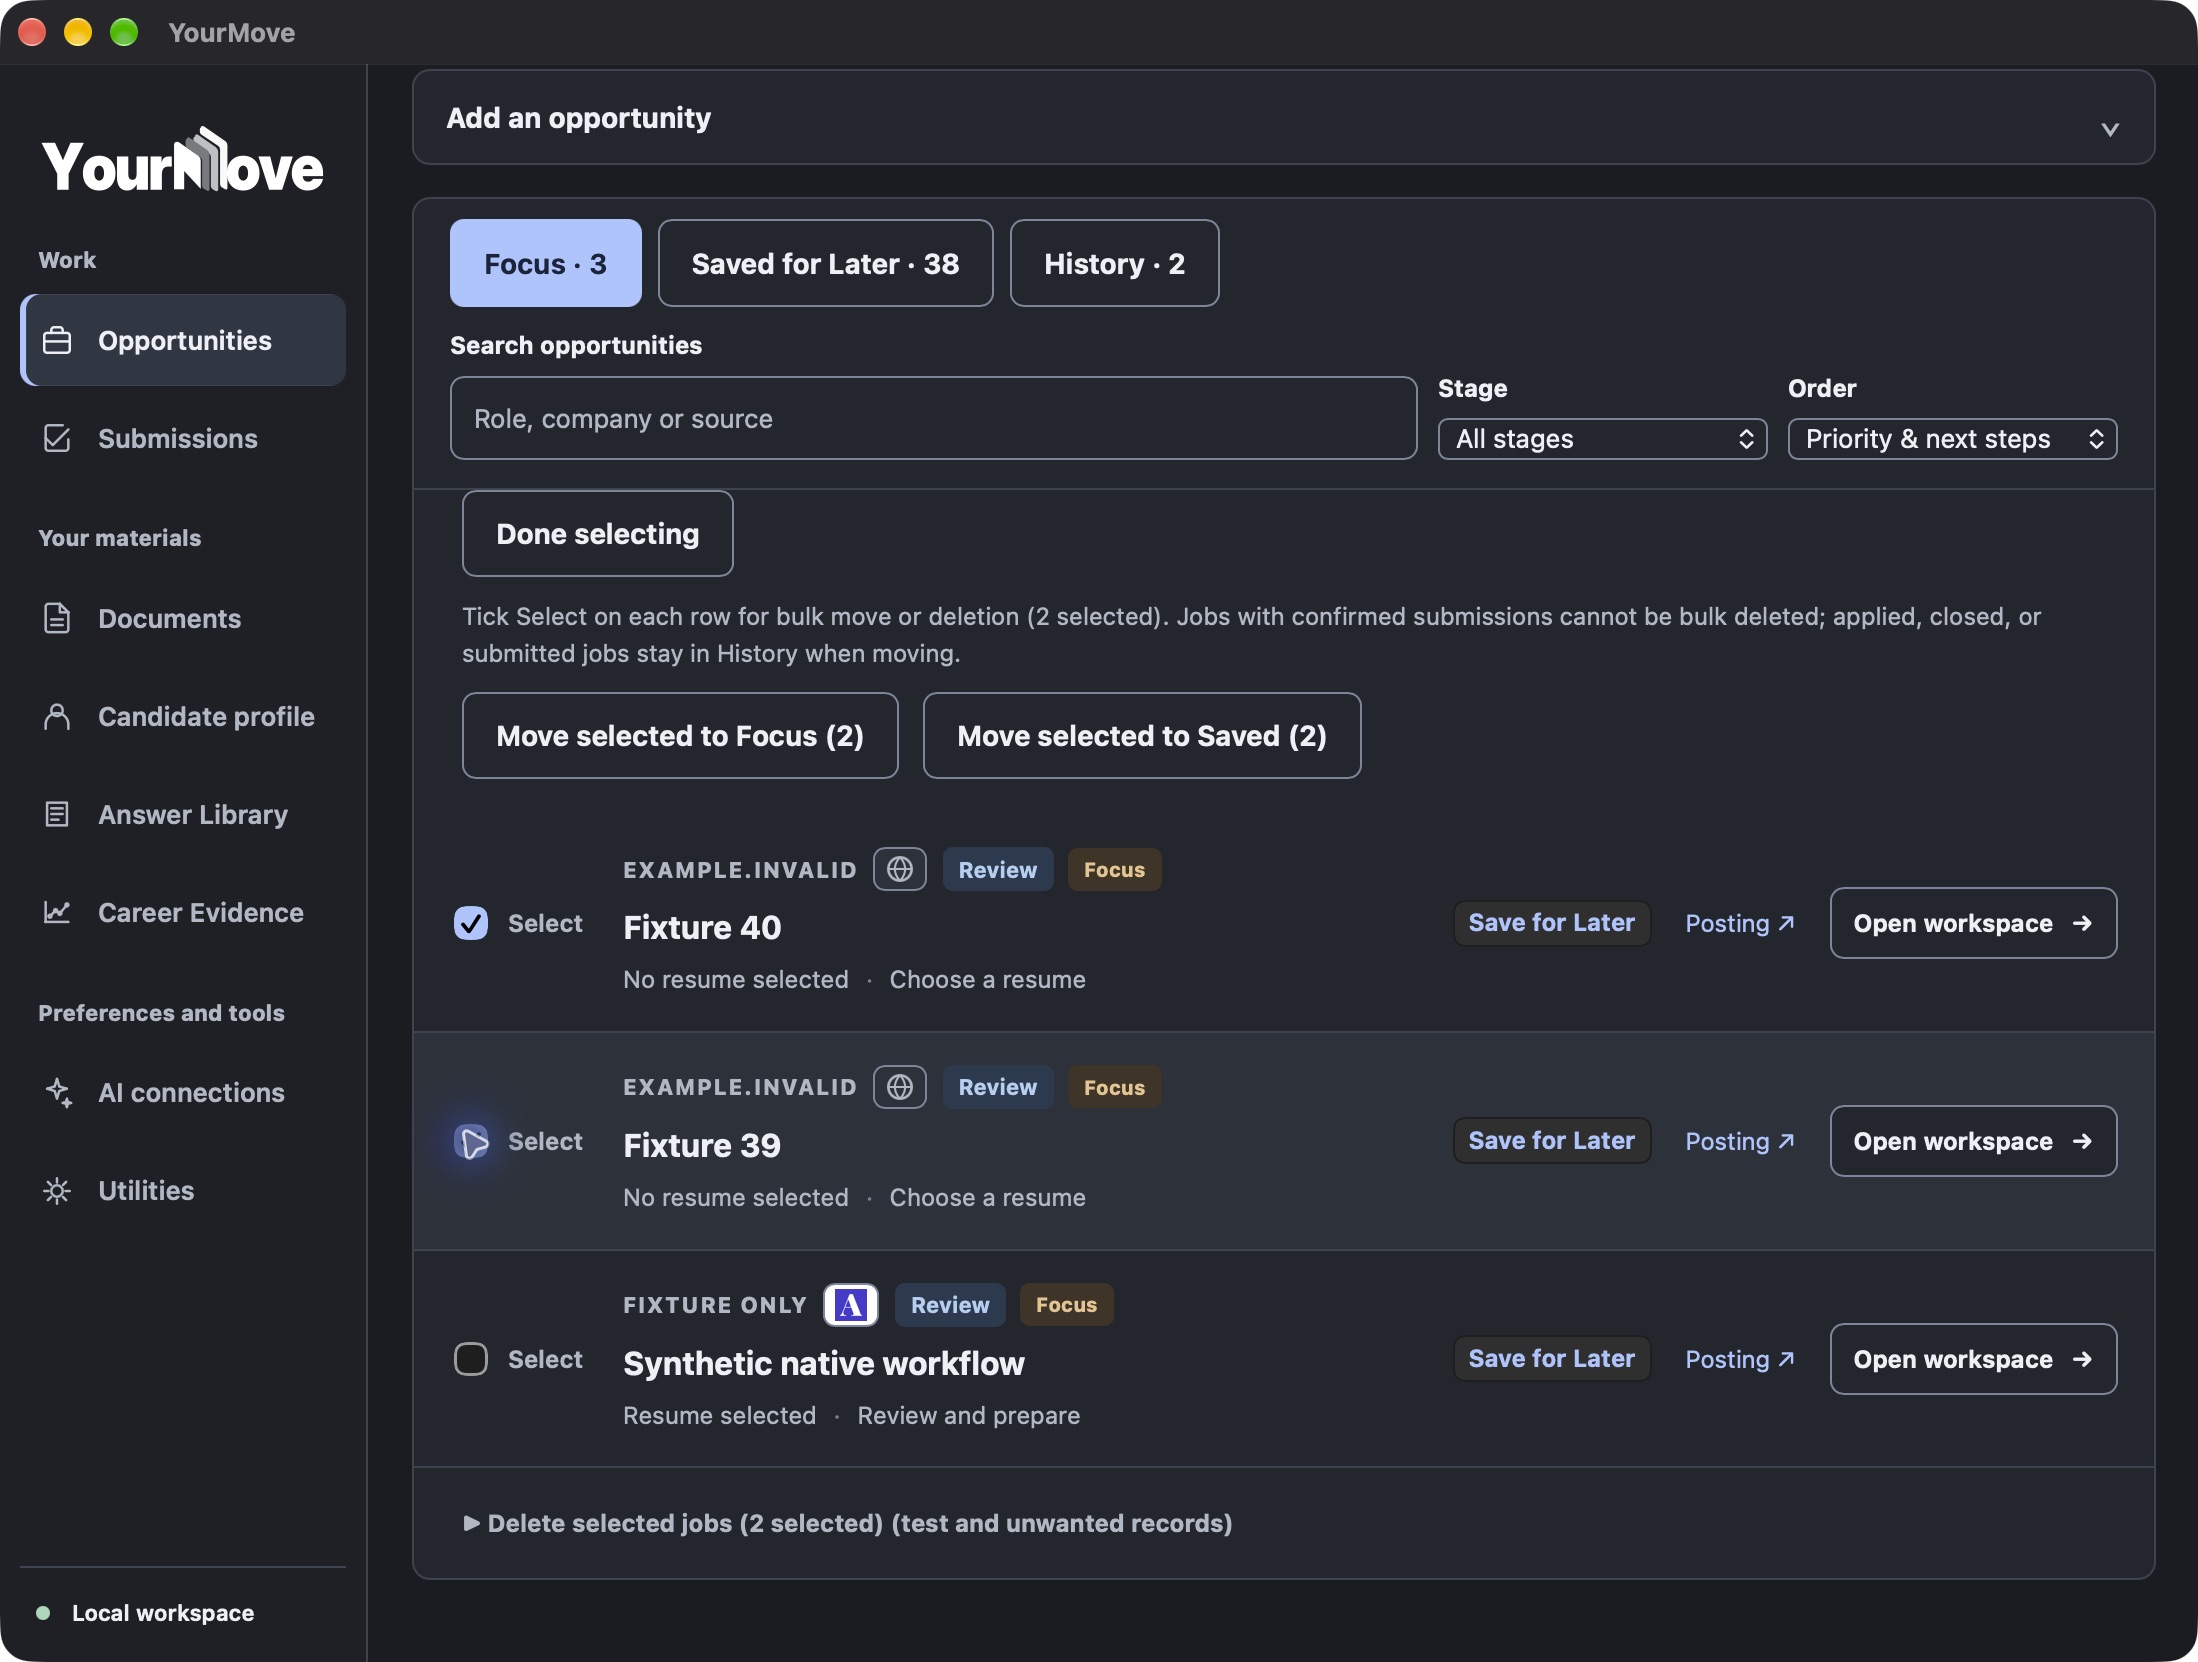 YourMove
YourMove
Work
Opportunities
Submissions
Your materials
Documents
Candidate profile
Answer Library
Career Evidence
Preferences and tools
AI connections
Utilities
Local workspace
Add an opportunity
Focus · 3
Saved for Later · 38
History · 2
Search opportunities
Role, company or source
Stage
All stages
Order
Priority & next steps
Done selecting
Tick Select on each row for bulk move or deletion (2 selected). Jobs with confirmed submissions cannot be bulk deleted; applied, closed, or
submitted jobs stay in History when moving.
Move selected to Focus (2)
Move selected to Saved (2)
EXAMPLE.INVALID Review Focus
Select Fixture 40 Save for Later Posting ↗ Open workspace →
No resume selected · Choose a resume
EXAMPLE.INVALID Review Focus
Select Fixture 39 Save for Later Posting ↗ Open workspace →
No resume selected · Choose a resume
FIXTURE ONLY A Review Focus
Select Synthetic native workflow Save for Later Posting ↗ Open workspace →
Resume selected · Review and prepare
Delete selected jobs (2 selected) (test and unwanted records)